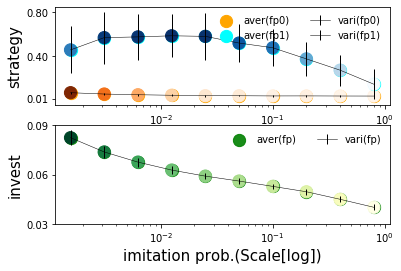 0.80
0.40
0.01
strategy
aver(fp0) vari(fp0)
aver(fp1) vari(fp1)
10⁻² 10⁻¹ 10⁰
0.09
0.06
0.03
invest
aver(fp) vari(fp)
10⁻² 10⁻¹ 10⁰
imitation prob.(Scale[log])